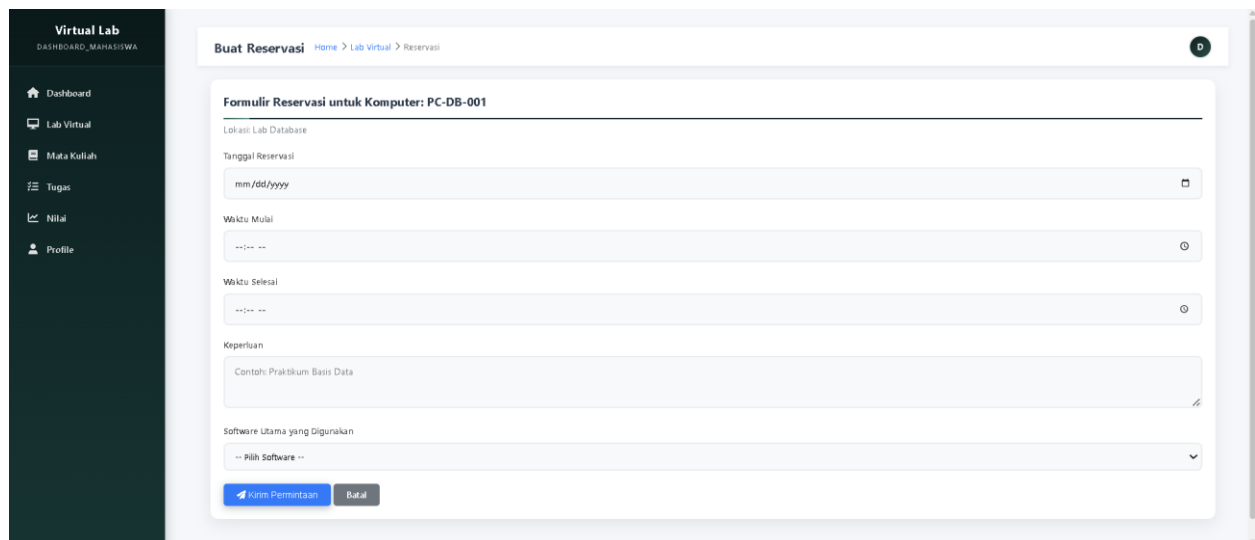 Virtual Lab
DASHBOARD_MAHASISWA
Dashboard
Lab Virtual
Mata Kuliah
Tugas
Nilai
Profile
Buat Reservasi Home > Lab Virtual > Reservasi
D
Formulir Reservasi untuk Komputer: PC-DB-001
Lokasi: Lab Database
Tanggal Reservasi
mm/dd/yyyy
Waktu Mulai
--:-- --
Waktu Selesai
--:-- --
Keperluan
Contoh: Praktikum Basis Data
Software Utama yang Digunakan
-- Pilih Software --
Kirim Permintaan Batal